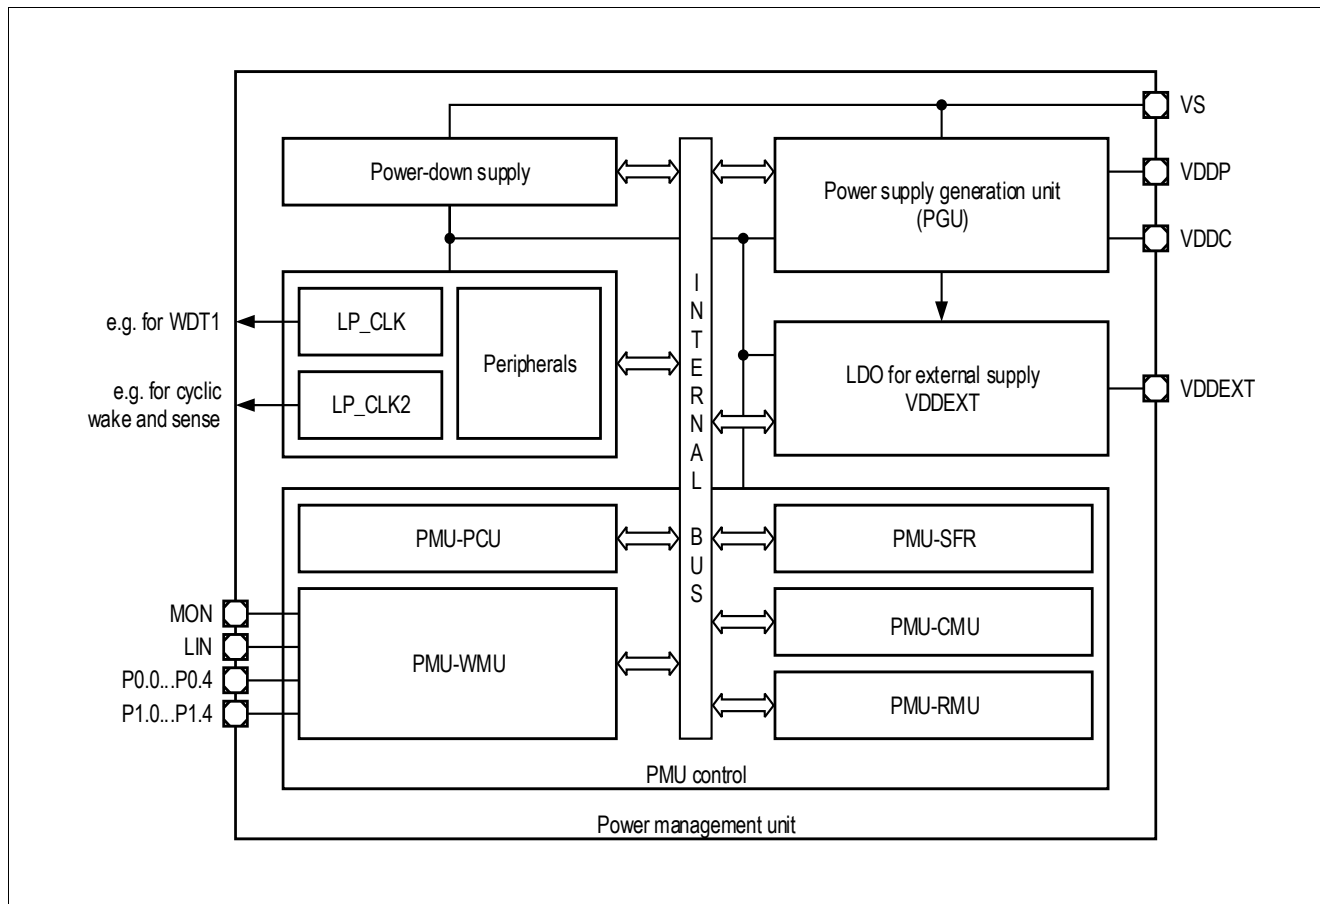 VS
Power-down supply
Power supply generation unit
(PGU)
VDDP
VDDC
INTERNAL BUS
e.g. for WDT1
LP_CLK
Peripherals
e.g. for cyclic
wake and sense
LP_CLK2
LDO for external supply
VDDEXT
VDDEXT
PMU-PCU
PMU-SFR
MON
LIN
P0.0...P0.4
P1.0...P1.4
PMU-WMU
PMU-CMU
PMU-RMU
PMU control
Power management unit